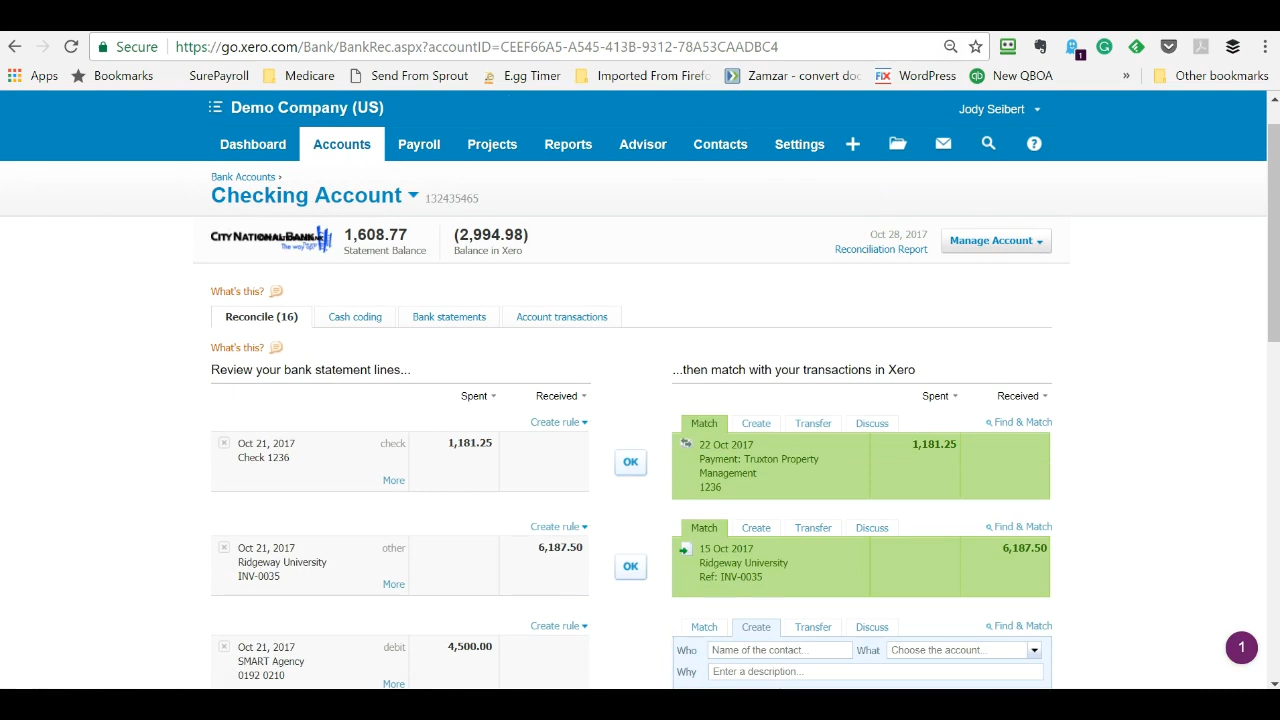 Secure https://go.xero.com/Bank/BankRec.aspx?accountID=CEEF66A5-A545-413B-9312-78A53CAADBC4 1
Apps Bookmarks SurePayroll Medicare Send From Sprout E.gg Timer Imported From Firefo Zamzar - convert doc FIX WordPress qb New QBOA » Other bookmarks
Demo Company (US) Jody Seibert
Dashboard Accounts Payroll Projects Reports Advisor Contacts Settings
Bank Accounts ›
Checking Account 132435465
CITY NATIONAL BANK The way up. 1,608.77 (2,994.98) Oct 28, 2017 Manage Account
Statement Balance Balance in Xero Reconciliation Report
What's this?
Reconcile (16) Cash coding Bank statements Account transactions
What's this?
Review your bank statement lines... ...then match with your transactions in Xero
Spent Received Spent Received
Create rule Match Create Transfer Discuss Find & Match
Oct 21, 2017 check 1,181.25 OK 22 Oct 2017 1,181.25
Check 1236 Payment: Truxton Property
More Management
1236
Create rule Match Create Transfer Discuss Find & Match
Oct 21, 2017 other 6,187.50 OK 15 Oct 2017 6,187.50
Ridgeway University Ridgeway University
INV-0035 More Ref: INV-0035
Create rule Match Create Transfer Discuss Find & Match
Oct 21, 2017 debit 4,500.00 Who Name of the contact... What Choose the account... 1
SMART Agency Why Enter a description...
0192 0210 More